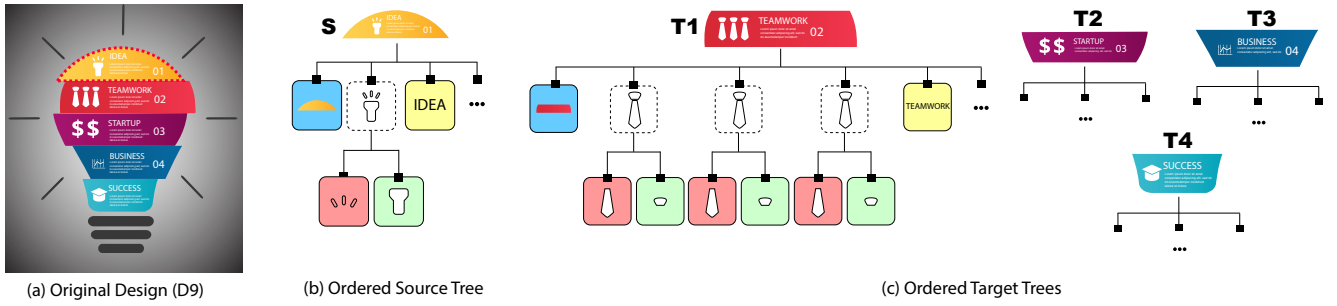 IDEA
01
TEAMWORK
02
$$ STARTUP
03
BUSINESS
04
SUCCESS
(a) Original Design (D9)
S
IDEA
01
IDEA
•••
(b) Ordered Source Tree
T1
TEAMWORK
02
TEAMWORK
•••
T2
$$ STARTUP
03
•••
T3
BUSINESS
04
•••
T4
SUCCESS
•••
(c) Ordered Target Trees